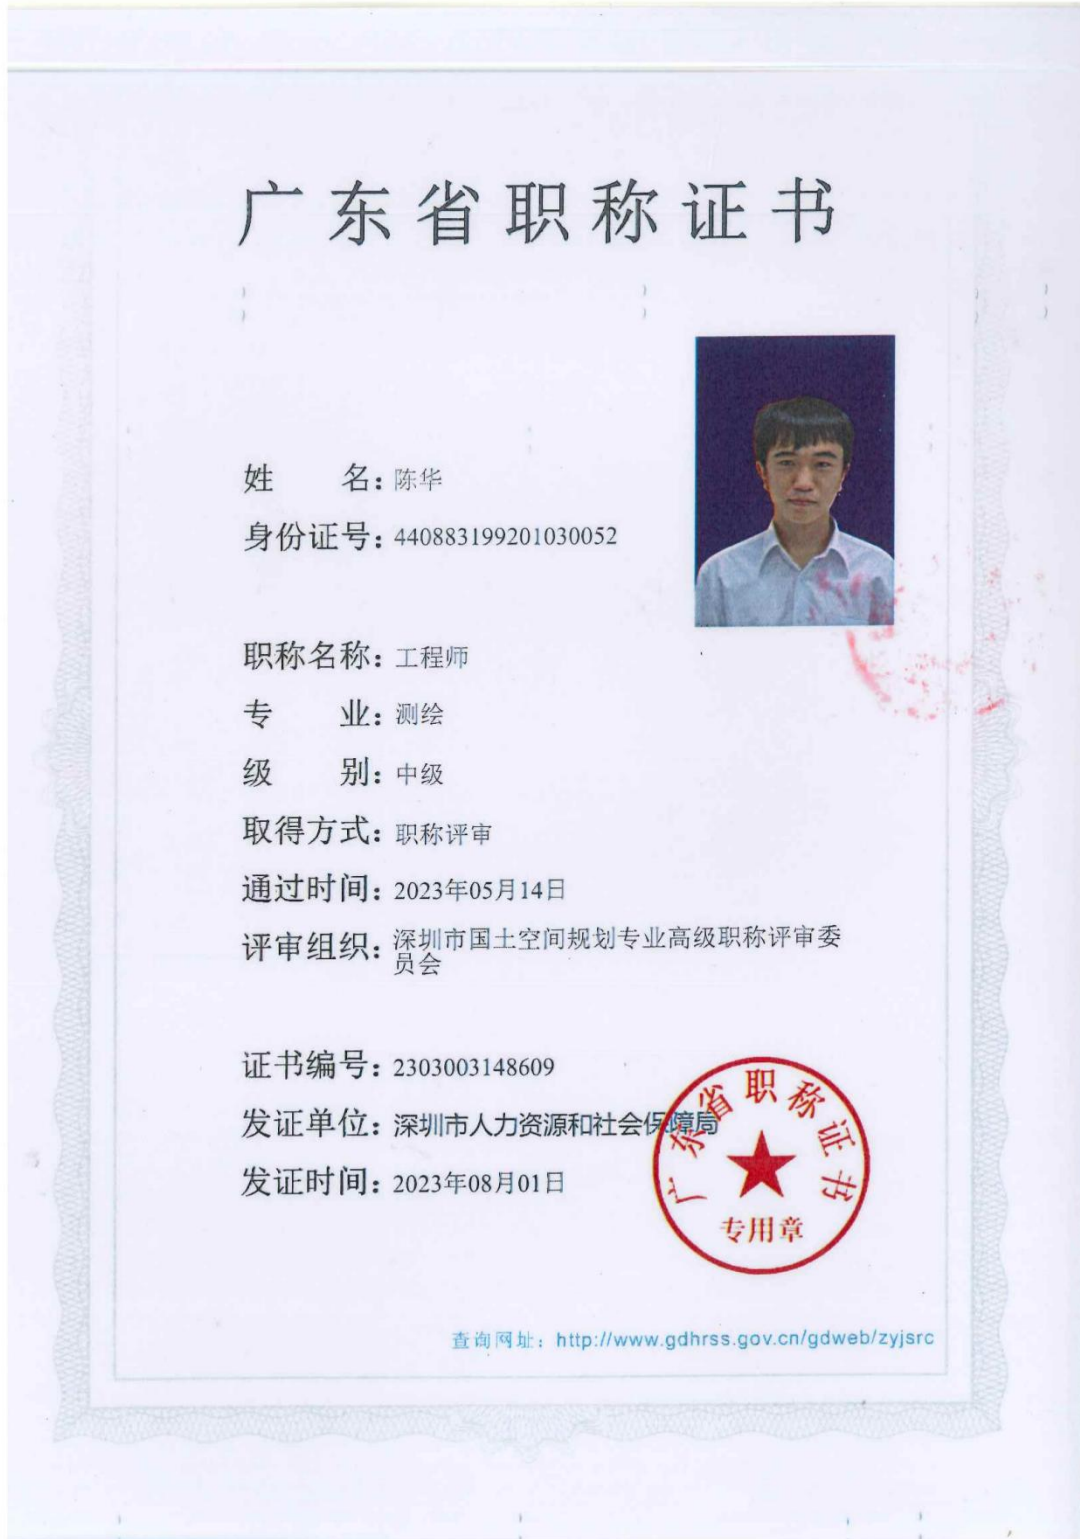 广东省职称证书
姓 名：陈华
身份证号：440883199201030052
职称名称：工程师
专 业：测绘
级 别：中级
取得方式：职称评审
通过时间：2023年05月14日
评审组织：深圳市国土空间规划专业高级职称评审委
员会
证书编号：2303003148609
发证单位：深圳市人力资源和社会保障局
发证时间：2023年08月01日
广东省职称证书
专用章
查询网址：http://www.gdhrss.gov.cn/gdweb/zyjsrc